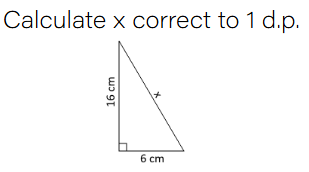 Calculate x correct to 1 d.p.
16 cm
x
6 cm